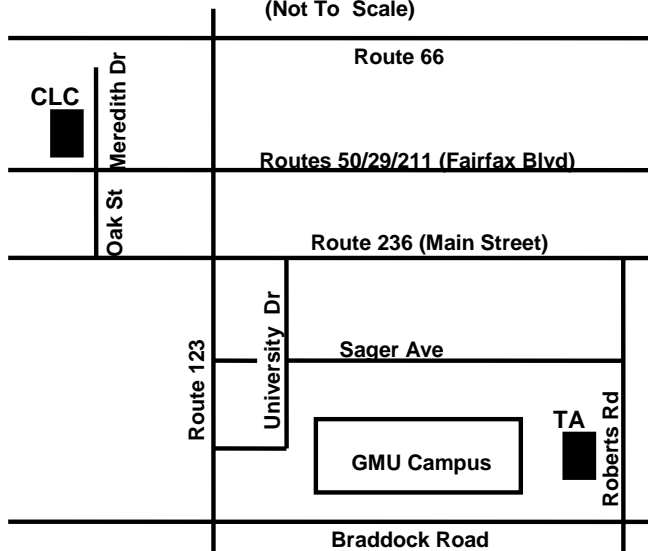 (Not To Scale)
Route 66
CLC
Meredith Dr
Routes 50/29/211 (Fairfax Blvd)
Oak St
Route 236 (Main Street)
University Dr
Route 123
Sager Ave
TA
Roberts Rd
GMU Campus
Braddock Road